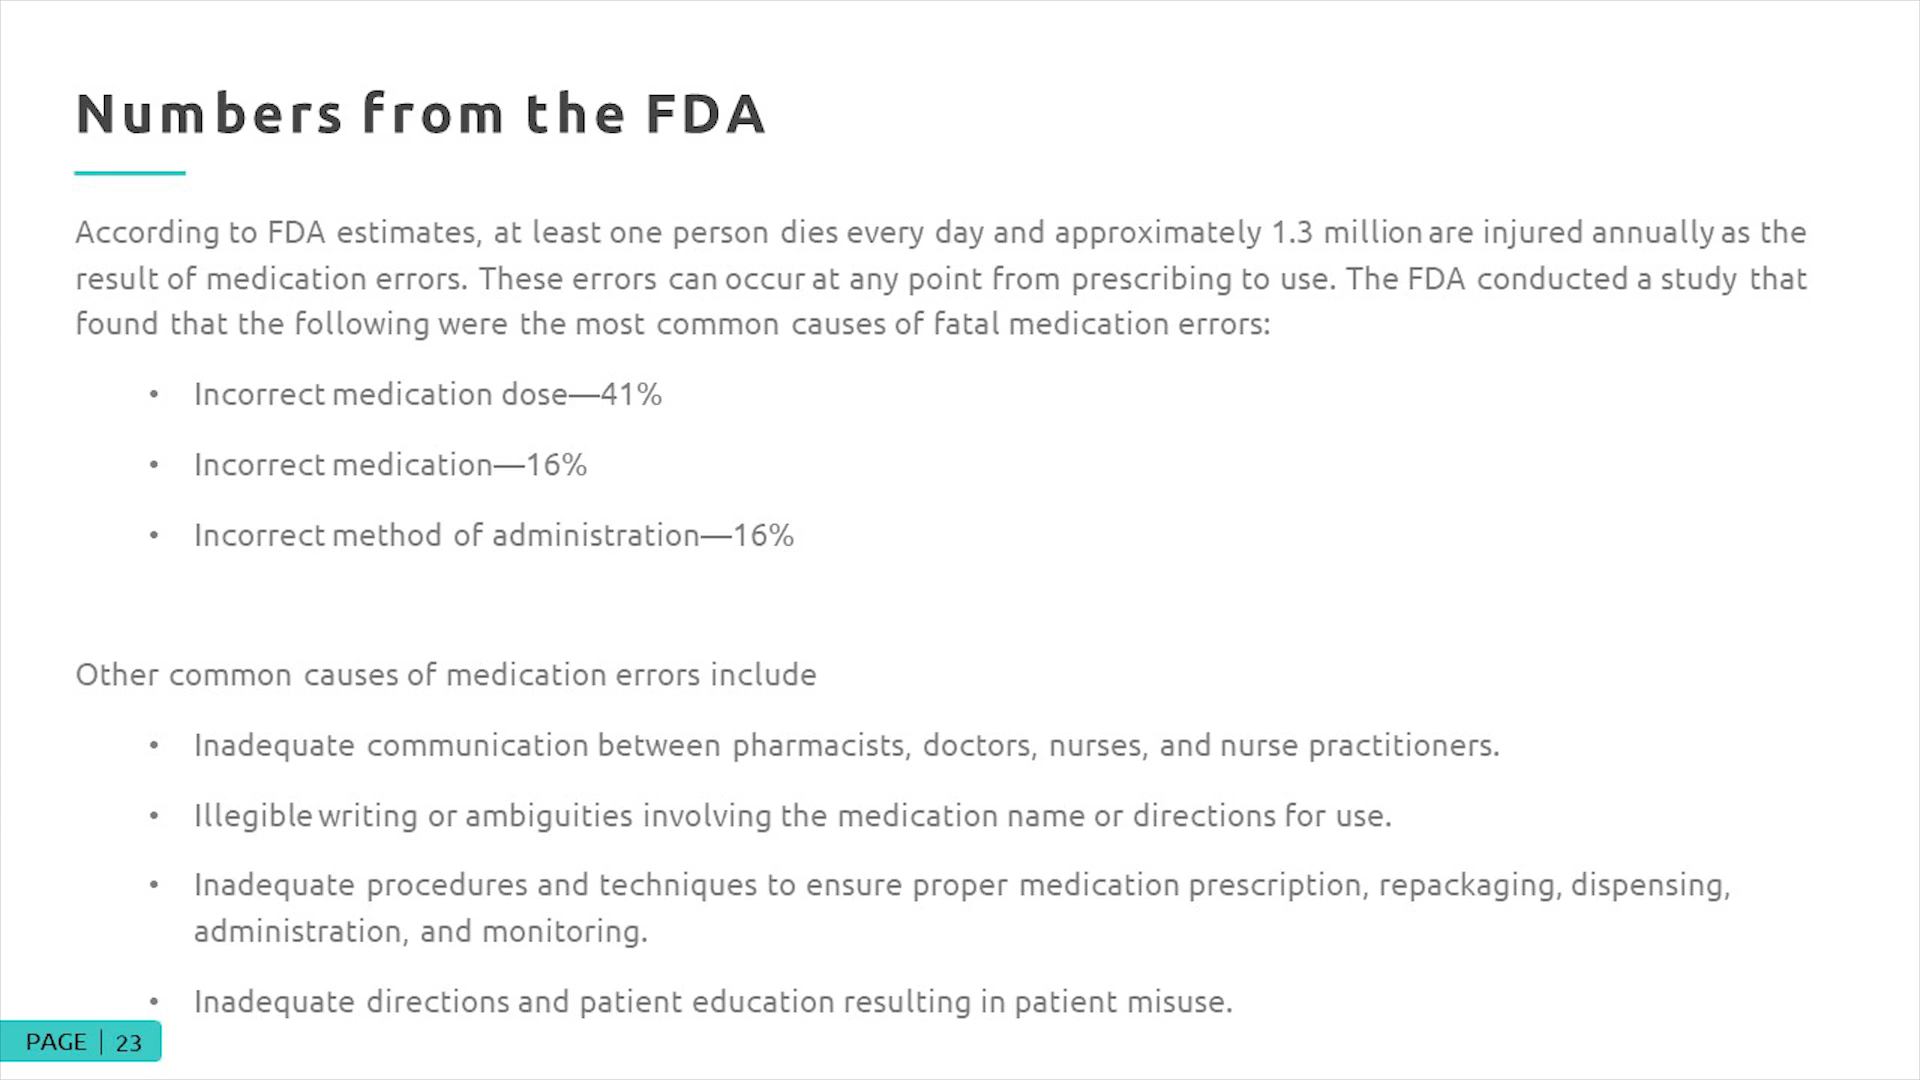 Numbers from the FDA
According to FDA estimates, at least one person dies every day and approximately 1.3 million are injured annually as the
result of medication errors. These errors can occur at any point from prescribing to use. The FDA conducted a study that
found that the following were the most common causes of fatal medication errors:
• Incorrect medication dose—41%
• Incorrect medication—16%
• Incorrect method of administration—16%
Other common causes of medication errors include
• Inadequate communication between pharmacists, doctors, nurses, and nurse practitioners.
• Illegible writing or ambiguities involving the medication name or directions for use.
• Inadequate procedures and techniques to ensure proper medication prescription, repackaging, dispensing,
administration, and monitoring.
• Inadequate directions and patient education resulting in patient misuse.
PAGE | 23